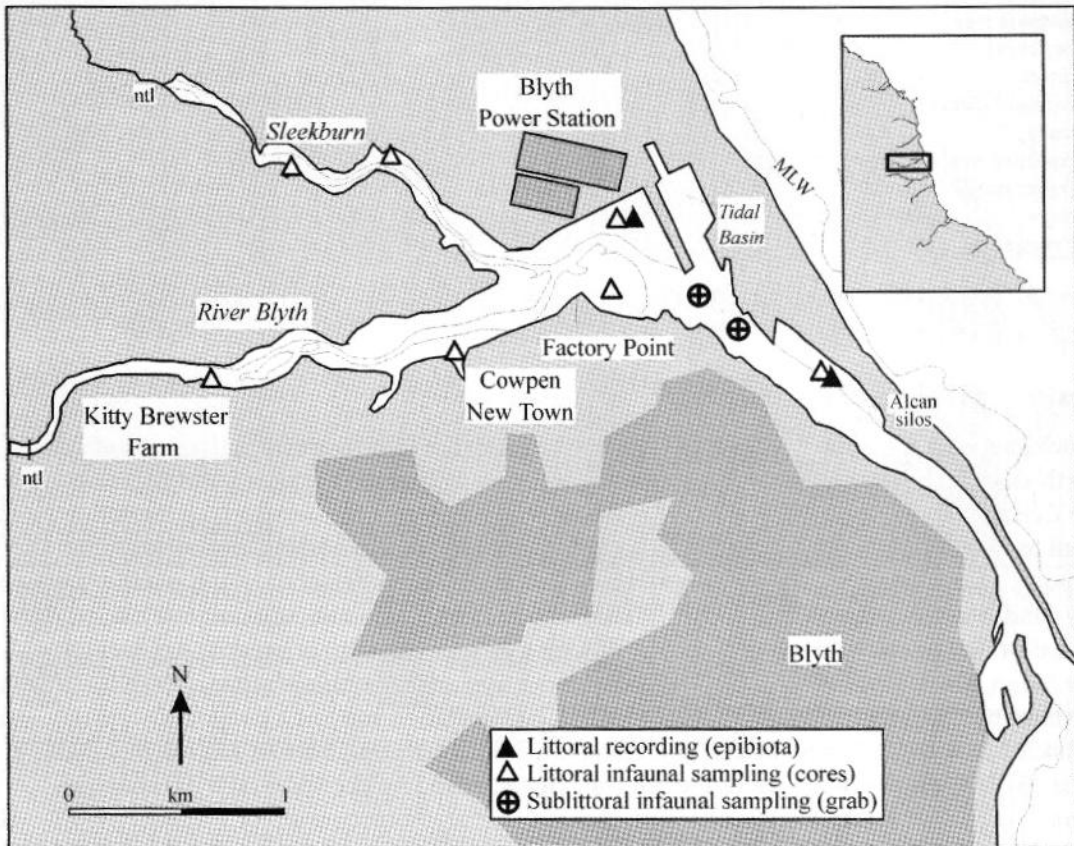 ntl
Sleekburn
Blyth
Power Station
MLW
Tidal
Basin
River Blyth
Factory Point
Cowpen
New Town
Kitty Brewster
Farm
Alcan
silos
ntl
Blyth
N
0 km 1
Littoral recording (epibiota)
Littoral infaunal sampling (cores)
Sublittoral infaunal sampling (grab)